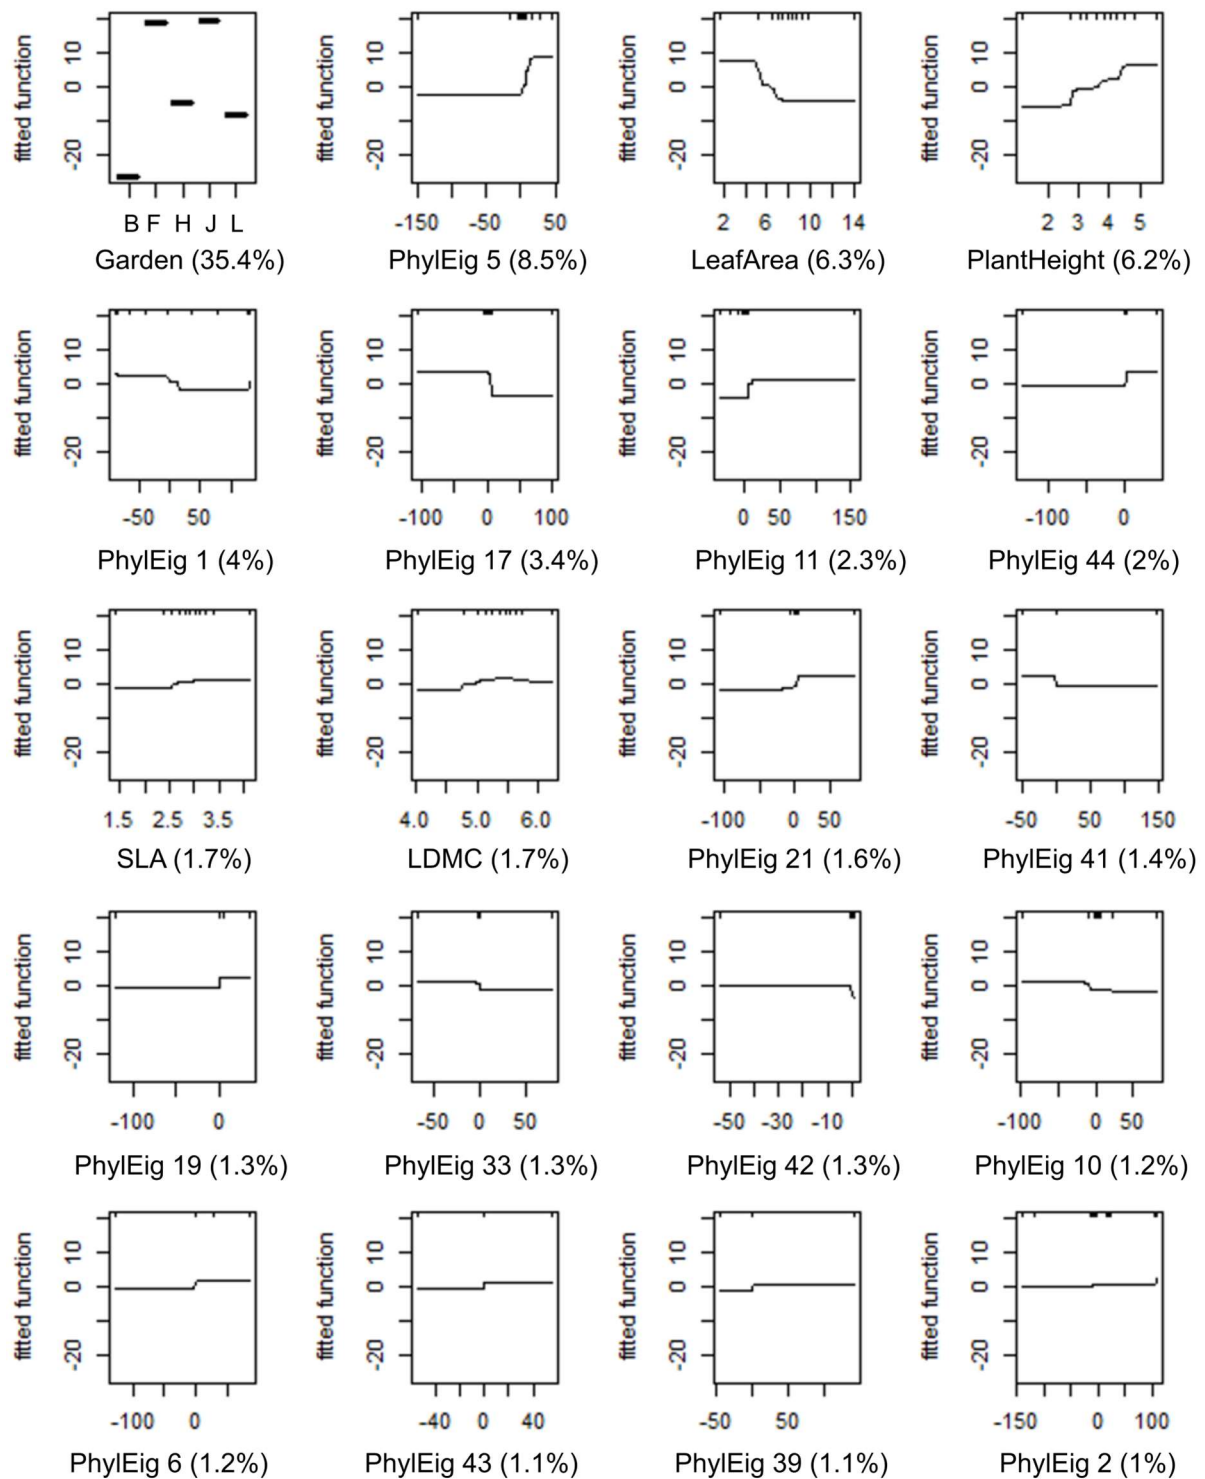 fitted function fitted function fitted function fitted function
10 10 10 10
0 0 0 0
-20 -20 -20 -20
B F H J L -150 -50 0 50 2 6 10 14 2 3 4 5
Garden (35.4%) PhylEig 5 (8.5%) LeafArea (6.3%) PlantHeight (6.2%)
fitted function fitted function fitted function fitted function
10 10 10 10
0 0 0 0
-20 -20 -20 -20
-50 50 -100 0 100 0 50 150 -100 0
PhylEig 1 (4%) PhylEig 17 (3.4%) PhylEig 11 (2.3%) PhylEig 44 (2%)
fitted function fitted function fitted function fitted function
10 10 10 10
0 0 0 0
-20 -20 -20 -20
1.5 2.5 3.5 4.0 5.0 6.0 -100 0 50 -50 50 150
SLA (1.7%) LDMC (1.7%) PhylEig 21 (1.6%) PhylEig 41 (1.4%)
fitted function fitted function fitted function fitted function
10 10 10 10
0 0 0 0
-20 -20 -20 -20
-100 0 -50 0 50 -50 -30 -10 -100 0 50
PhylEig 19 (1.3%) PhylEig 33 (1.3%) PhylEig 42 (1.3%) PhylEig 10 (1.2%)
fitted function fitted function fitted function fitted function
10 10 10 10
0 0 0 0
-20 -20 -20 -20
-100 0 -40 0 40 -50 50 -150 0 100
PhylEig 6 (1.2%) PhylEig 43 (1.1%) PhylEig 39 (1.1%) PhylEig 2 (1%)